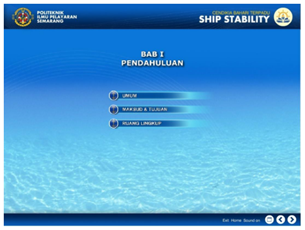 POLITEKNIK
ILMU PELAYARAN
SEMARANG
CENDIKIA BAHARI TERPADU
SHIP STABILITY
BAB I
PENDAHULUAN
UMUM
MAKSUD & TUJUAN
RUANG LINGKUP
Exit Home Sound on